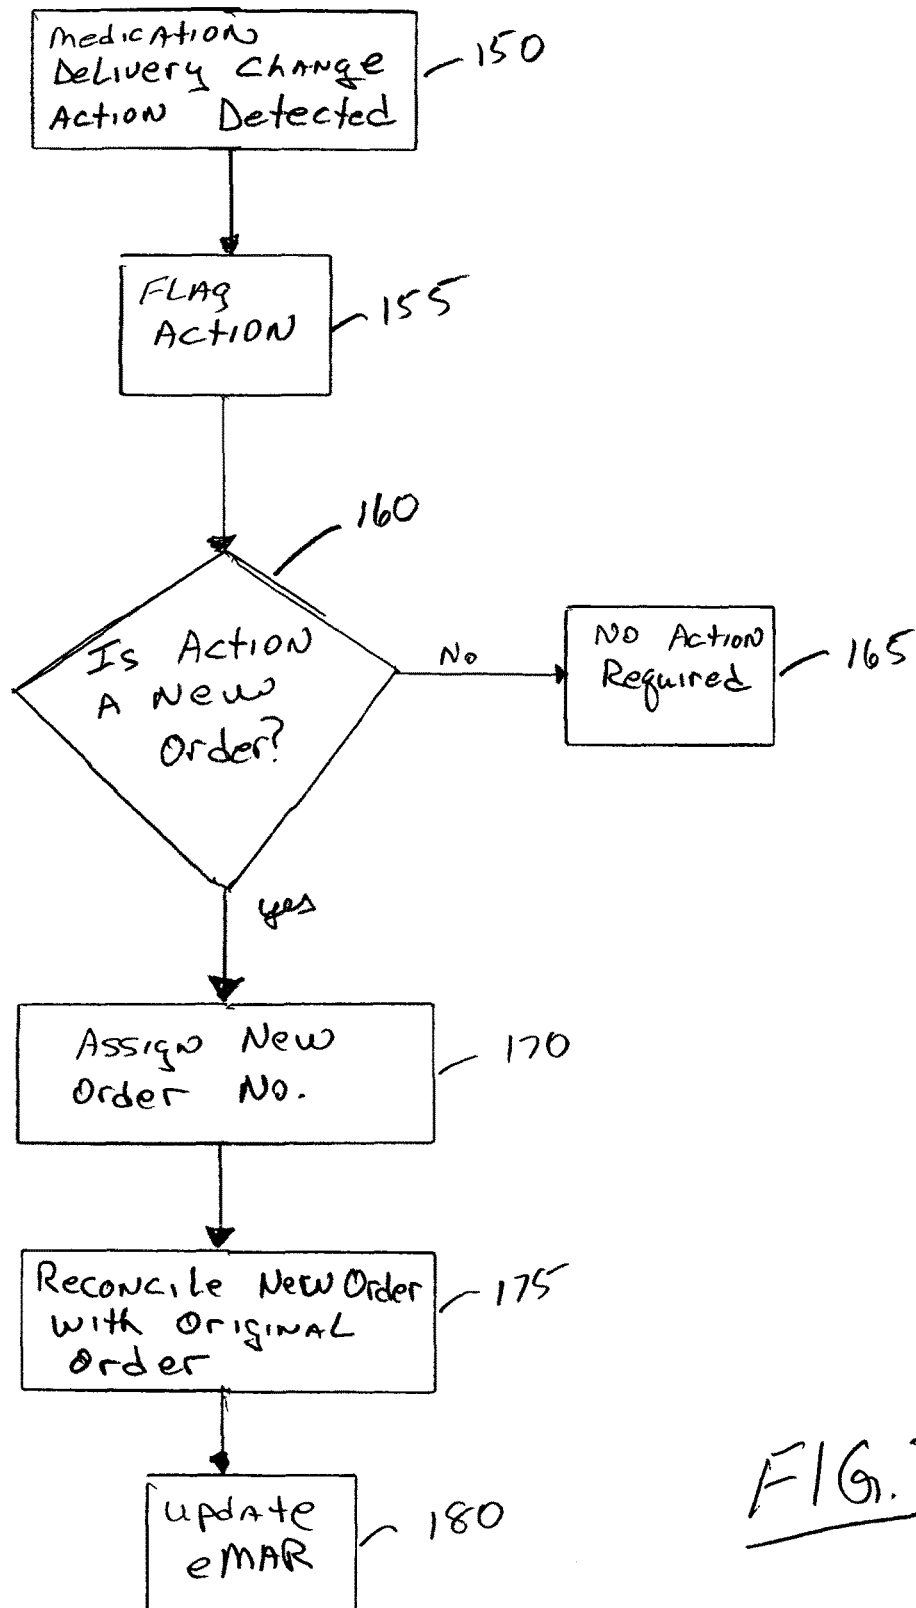 Medication
Delivery Change
Action Detected
150
Flag
Action
155
160
Is Action
A New
Order?
No
No Action
Required
165
yes
Assign New
Order No.
170
Reconcile New Order
with Original
Order
175
update
eMAR
180
FIG.